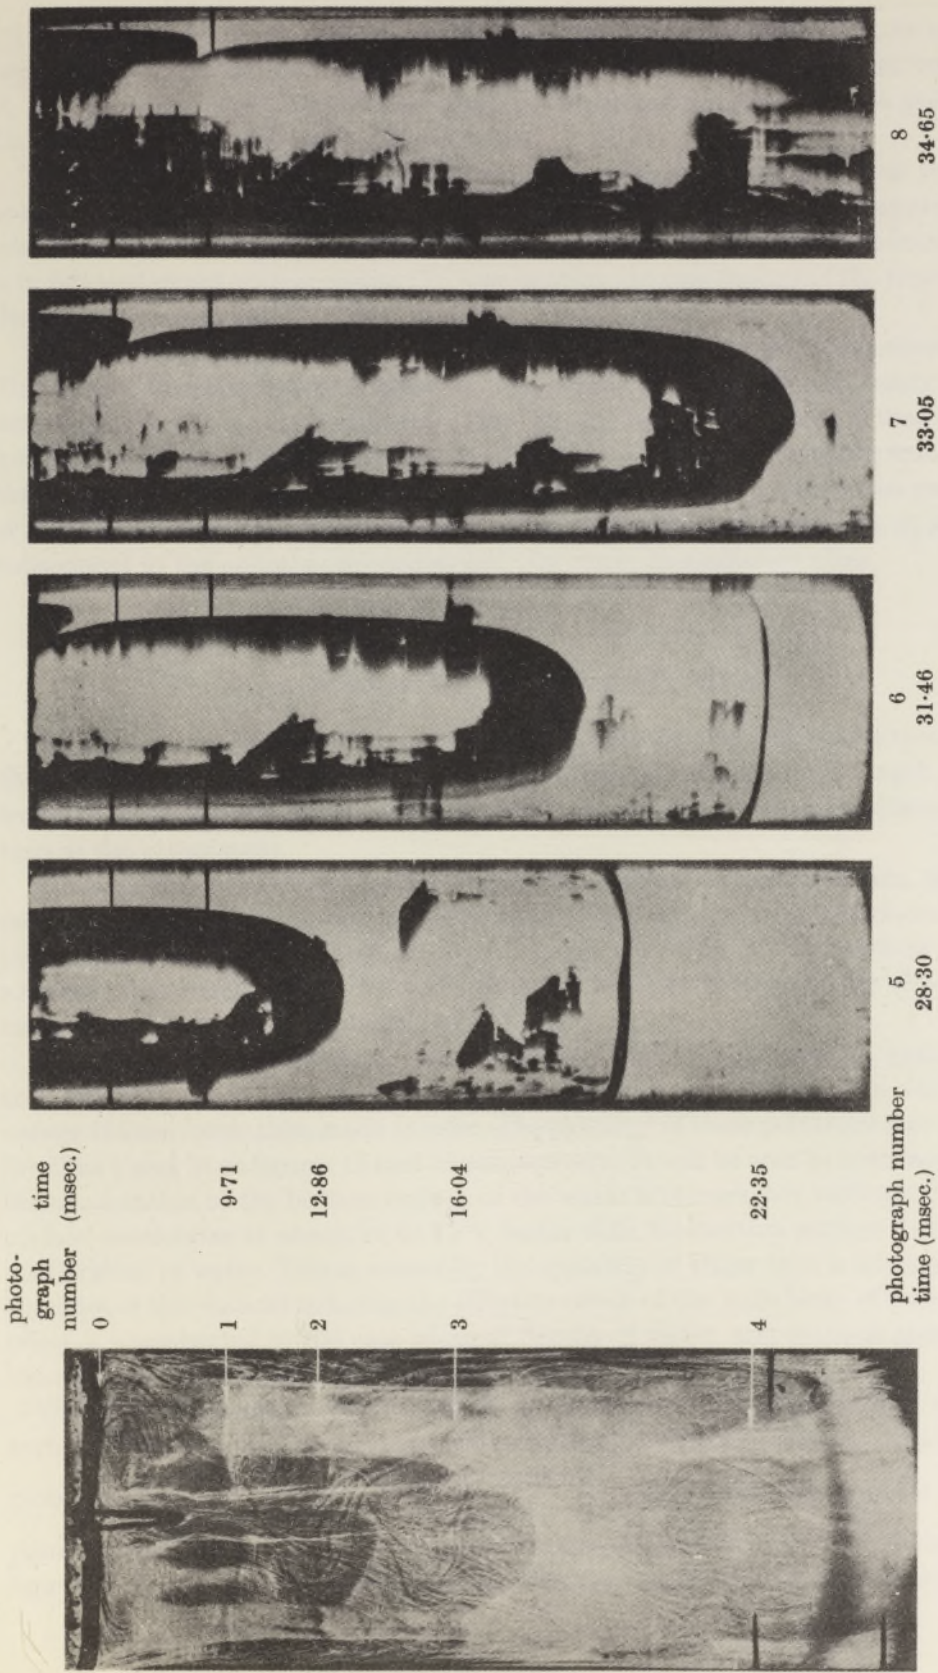 photo-
graph time
number (msec.)
0
1 9·71
2 12·86
3 16·04
4 22·35
photograph number 5 6 7 8
time (msec.) 28·30 31·46 33·05 34·65